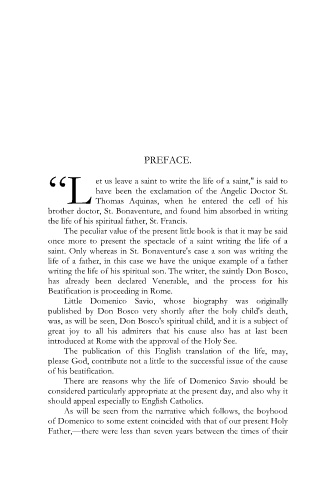 PREFACE.
“Let us leave a saint to write the life of a saint," is said to
have been the exclamation of the Angelic Doctor St.
Thomas Aquinas, when he entered the cell of his
brother doctor, St. Bonaventure, and found him absorbed in writing
the life of his spiritual father, St. Francis.
The peculiar value of the present little book is that it may be said
once more to present the spectacle of a saint writing the life of a
saint. Only whereas in St. Bonaventure's case a son was writing the
life of a father, in this case we have the unique example of a father
writing the life of his spiritual son. The writer, the saintly Don Bosco,
has already been declared Venerable, and the process for his
Beatification is proceeding in Rome.
Little Domenico Savio, whose biography was originally
published by Don Bosco very shortly after the holy child's death,
was, as will be seen, Don Bosco's spiritual child, and it is a subject of
great joy to all his admirers that his cause also has at last been
introduced at Rome with the approval of the Holy See.
The publication of this English translation of the life, may,
please God, contribute not a little to the successful issue of the cause
of his beatification.
There are reasons why the life of Domenico Savio should be
considered particularly appropriate at the present day, and also why it
should appeal especially to English Catholics.
As will be seen from the narrative which follows, the boyhood
of Domenico to some extent coincided with that of our present Holy
Father,—there were less than seven years between the times of their